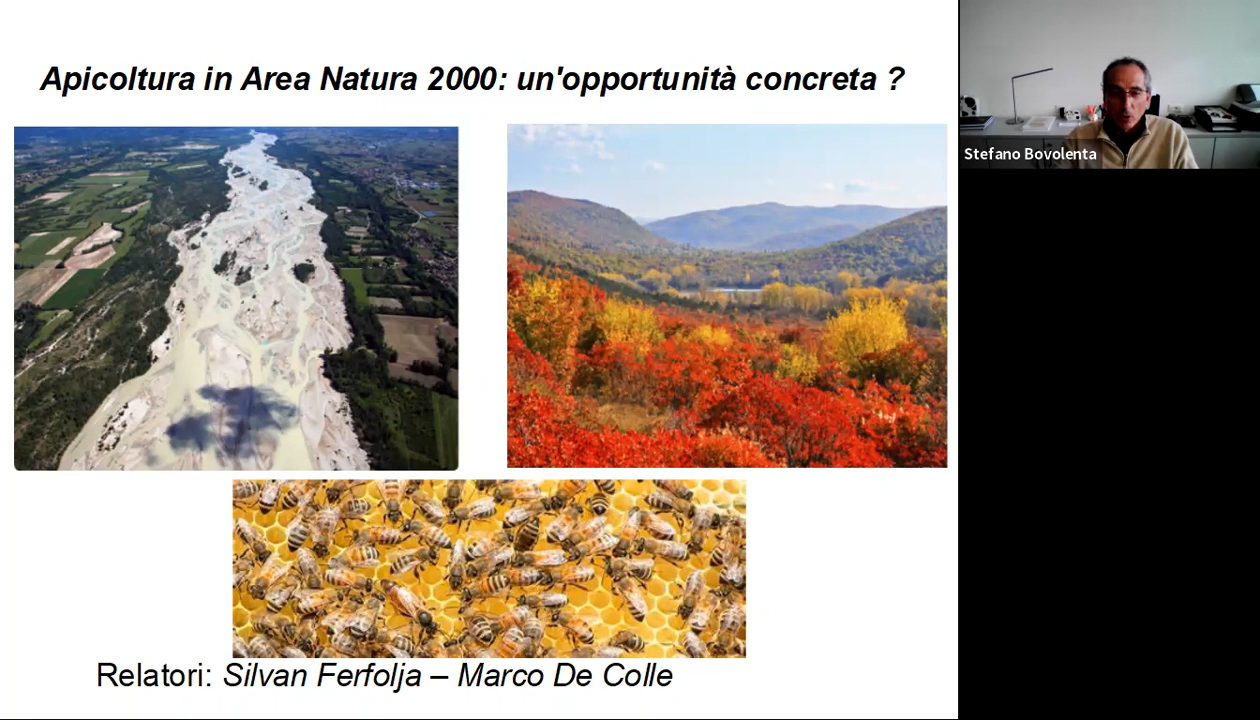 Apicoltura in Area Natura 2000: un'opportunità concreta ?
Stefano Bovolenta
Relatori: Silvan Ferfolja – Marco De Colle